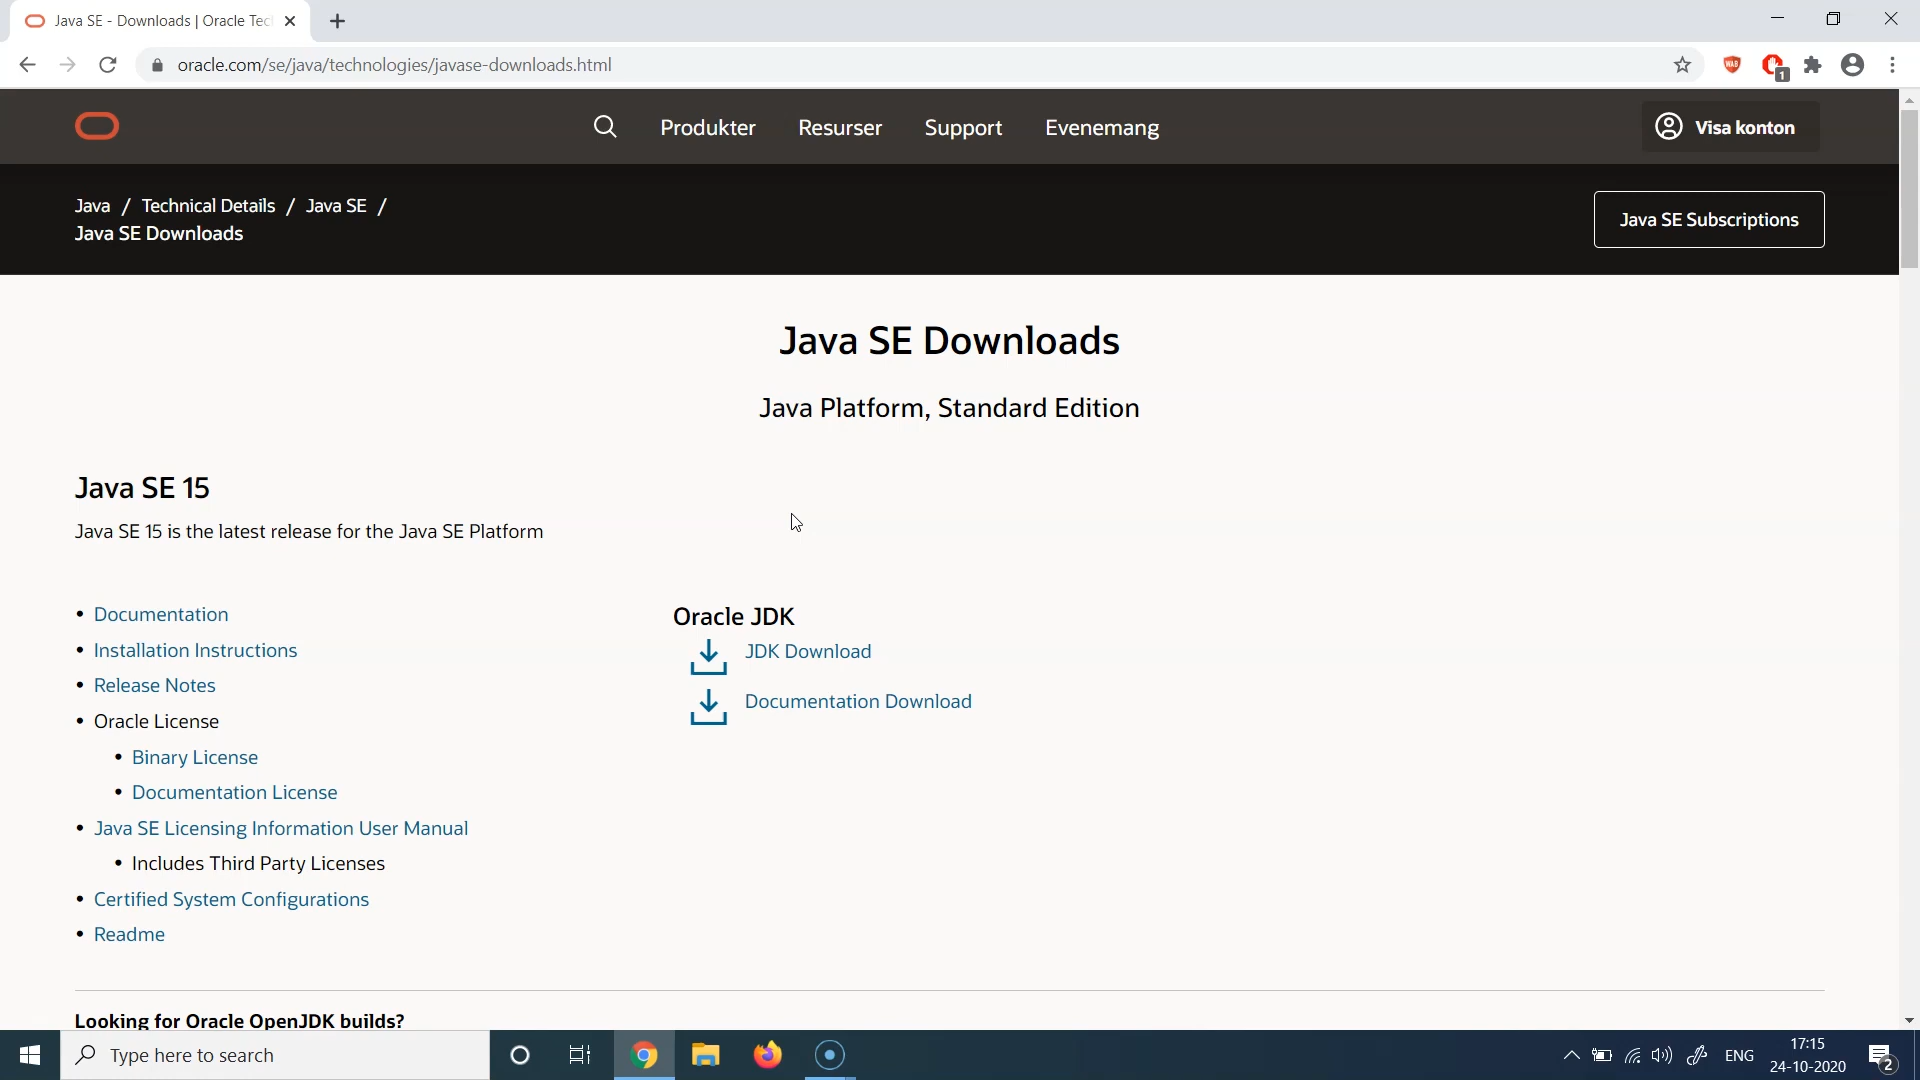 Java SE - Downloads | Oracle Tec
oracle.com/se/java/technologies/javase-downloads.html
1
Produkter
Resurser
Support
Evenemang
Visa konton
Java / Technical Details / Java SE /
Java SE Downloads
Java SE Subscriptions
Java SE Downloads
Java Platform, Standard Edition
Java SE 15
Java SE 15 is the latest release for the Java SE Platform
• Documentation
• Installation Instructions
• Release Notes
• Oracle License
• Binary License
• Documentation License
• Java SE Licensing Information User Manual
• Includes Third Party Licenses
• Certified System Configurations
• Readme
Oracle JDK
JDK Download
Documentation Download
Looking for Oracle OpenJDK builds?
Type here to search
ENG
17:15
24-10-2020
2